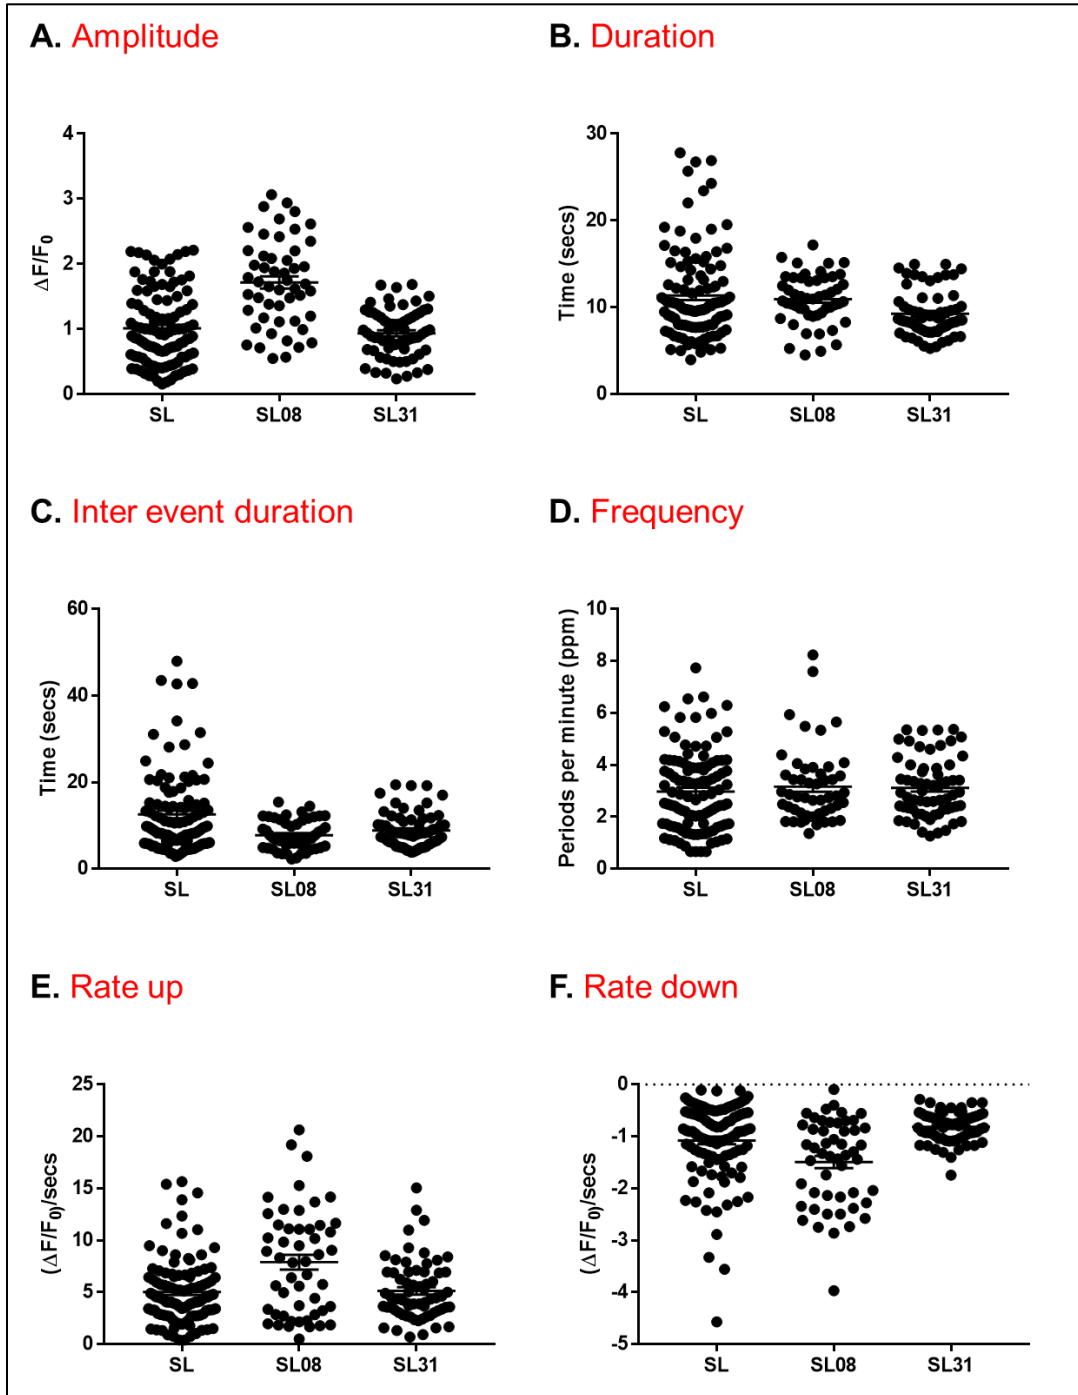 A. Amplitude
4
3
2
1
0
ΔF/F0
SL SL08 SL31
B. Duration
30
20
10
0
Time (secs)
SL SL08 SL31
C. Inter event duration
60
40
20
0
Time (secs)
SL SL08 SL31
D. Frequency
10
8
6
4
2
0
Periods per minute (ppm)
SL SL08 SL31
E. Rate up
25
20
15
10
5
0
(ΔF/F0)/secs
SL SL08 SL31
F. Rate down
0
-1
-2
-3
-4
-5
(ΔF/F0)/secs
SL SL08 SL31